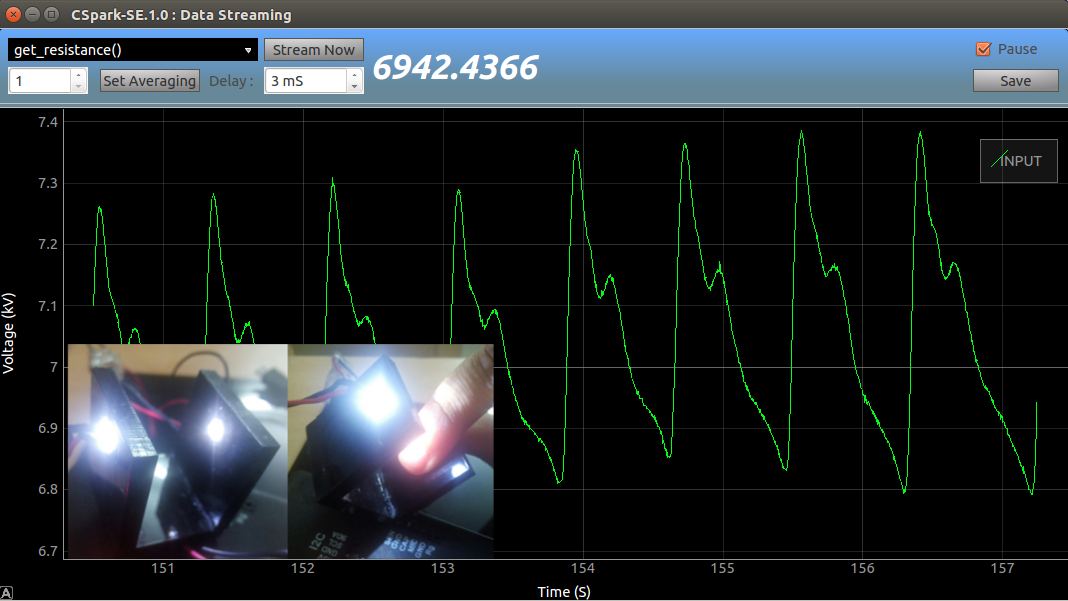 CSpark-SE.1.0 : Data Streaming
get_resistance()
Stream Now
6942.4366
Pause
1
Set Averaging
Delay :
3 mS
Save
7.4
7.3
7.2
7.1
7
6.9
6.8
6.7
Voltage (kV)
INPUT
I2C
151
152
153
154
155
156
157
Time (S)
A